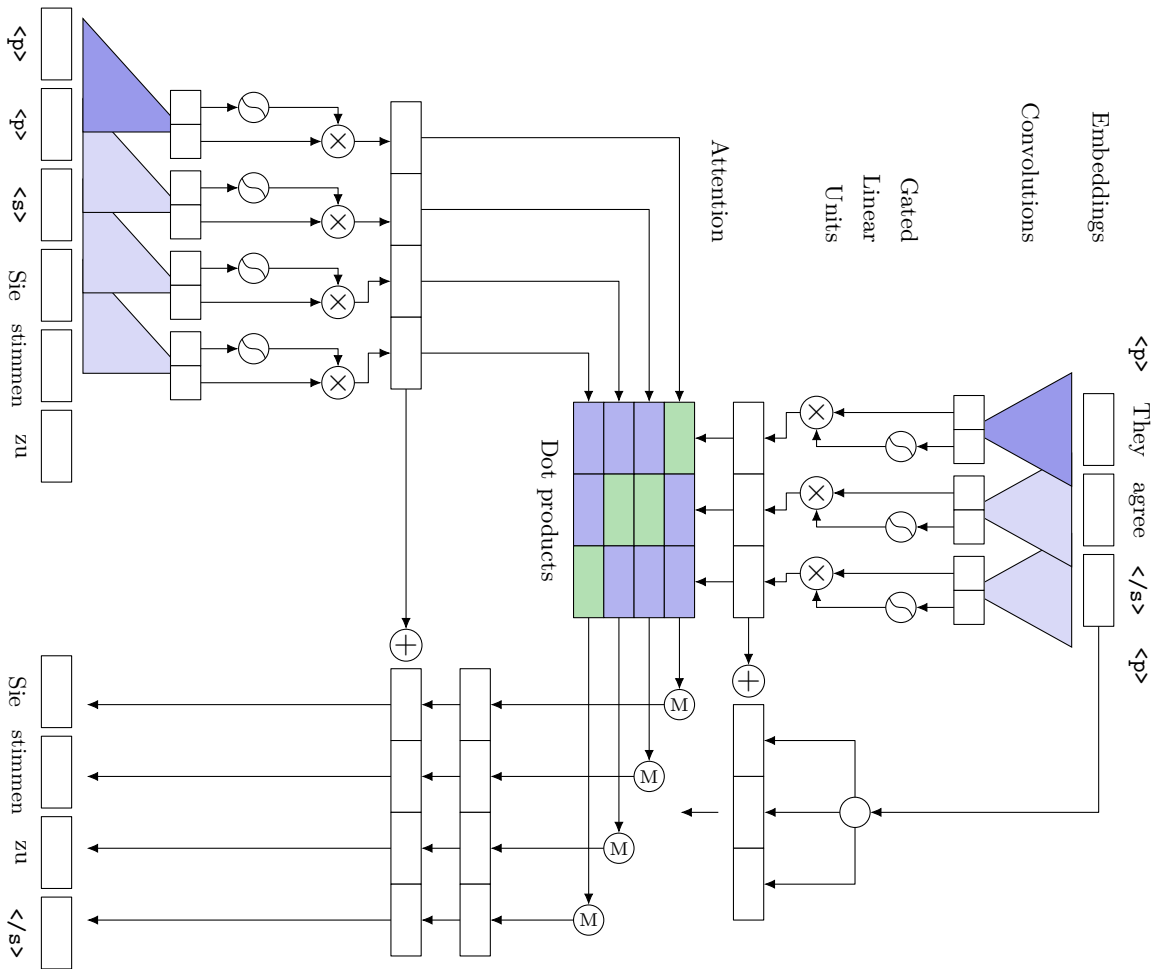 <p> They agree </s> <p>
Embeddings
Convolutions
Gated
Linear
Units
Attention
M
M
M
M
Dot products
<p> <p> <s> Sie stimmen zu
Sie stimmen zu </s>